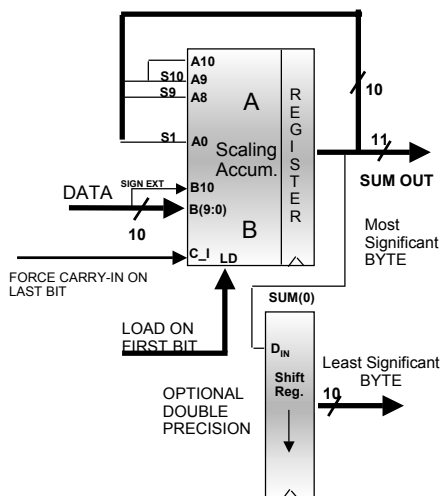 A10
S10 A9
S9 A8
S1 A0
A
Scaling
Accum.
B
REGISTER
10
11
SUM OUT
DATA
SIGN EXT
10
B10
B(9:0)
C_I
LD
FORCE CARRY-IN ON
LAST BIT
Most
Significant
BYTE
LOAD ON
FIRST BIT
SUM(0)
DIN
Shift
Reg.
OPTIONAL
DOUBLE
PRECISION
Least Significant
BYTE
10